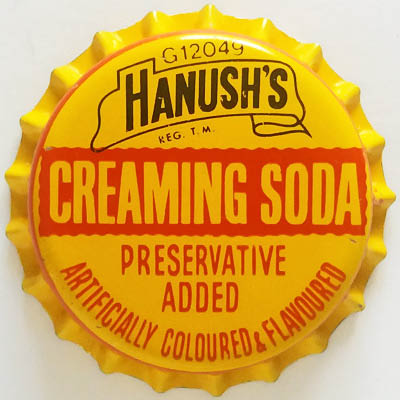 G12049
HANUSH'S
REG. T. M.
CREAMING SODA
PRESERVATIVE
ADDED
ARTIFICIALLY COLOURED & FLAVOURED